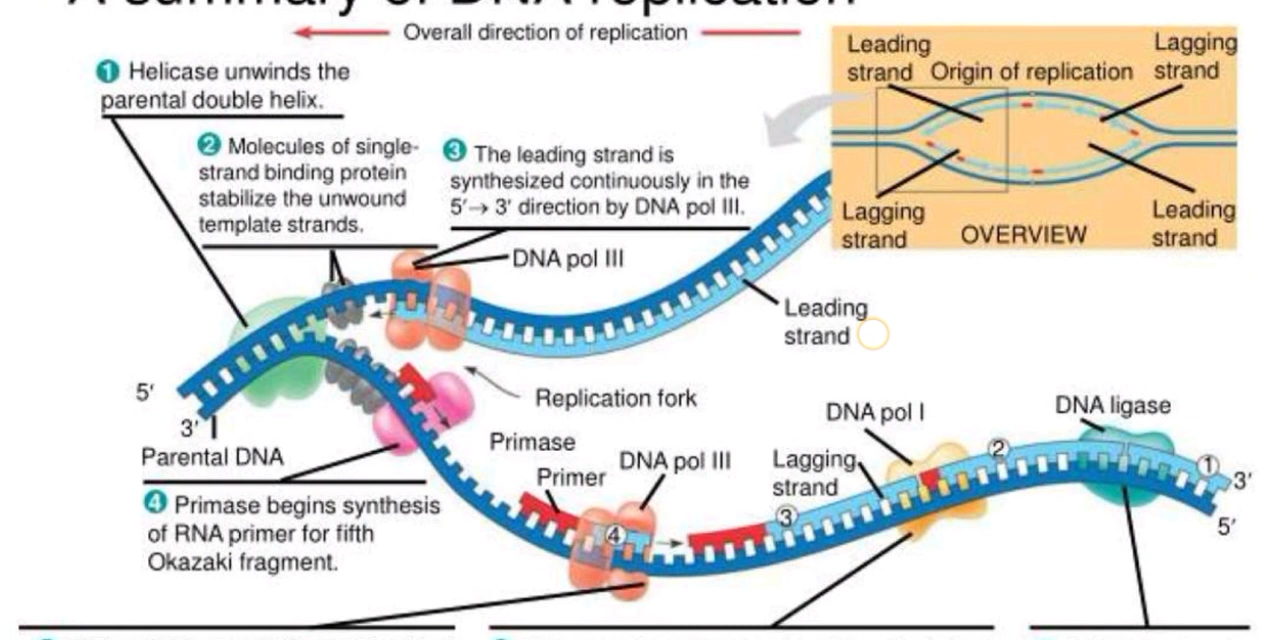 A summary of DNA replication
Overall direction of replication
1 Helicase unwinds the
parental double helix.
2 Molecules of single-
strand binding protein
stabilize the unwound
template strands.
3 The leading strand is
synthesized continuously in the
5′→ 3′ direction by DNA pol III.
DNA pol III
Leading
strand
Origin of replication
Lagging
strand
Lagging
strand
OVERVIEW
Leading
strand
Leading
strand
Replication fork
5′
3′
Parental DNA
Primase
Primer
DNA pol III
4 Primase begins synthesis
of RNA primer for fifth
Okazaki fragment.
4
Lagging
strand
3
DNA pol I
2
DNA ligase
1
3′
5′